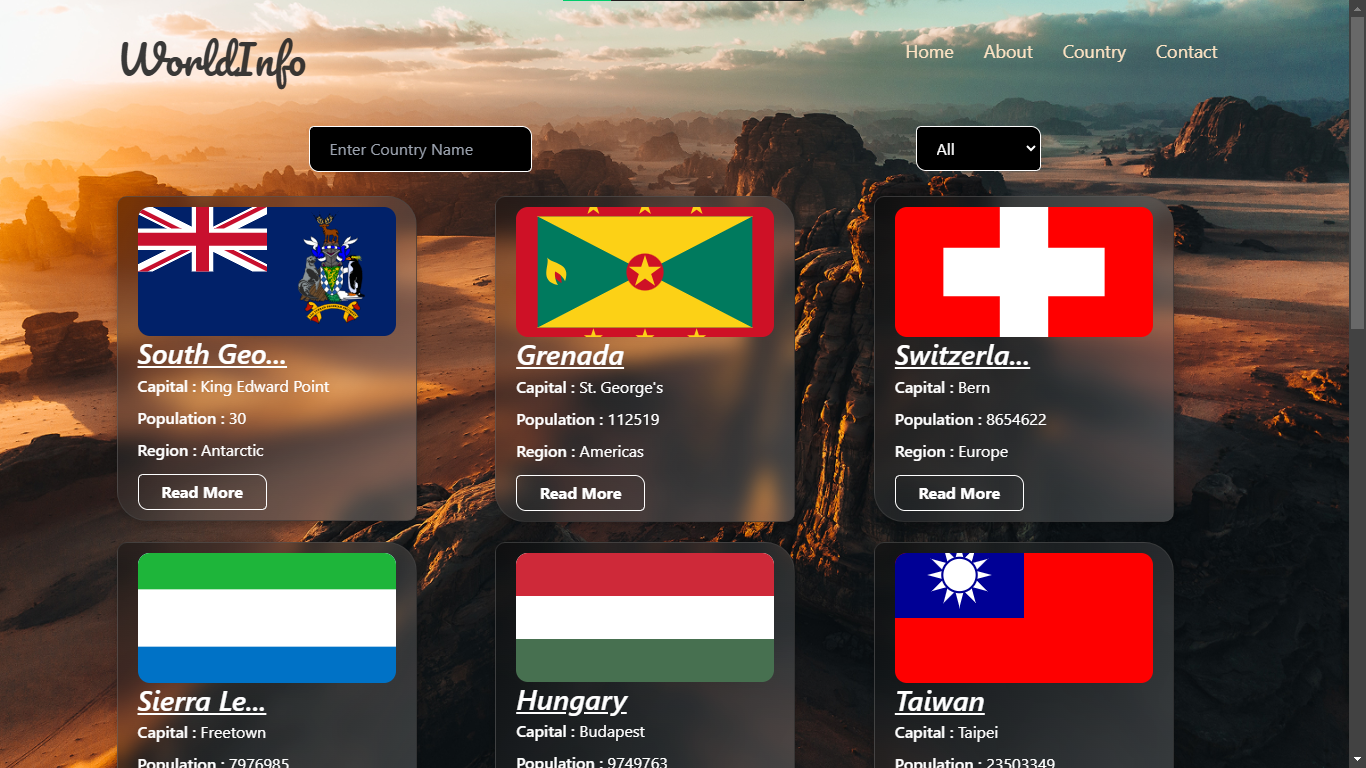 WorldInfo
Home About Country Contact
Enter Country Name
All
South Geo...
Capital : King Edward Point
Population : 30
Region : Antarctic
Read More
Grenada
Capital : St. George's
Population : 112519
Region : Americas
Read More
Switzerla...
Capital : Bern
Population : 8654622
Region : Europe
Read More
Sierra Le...
Capital : Freetown
Population : 7976985
Hungary
Capital : Budapest
Population : 9749763
Taiwan
Capital : Taipei
Population : 23503349